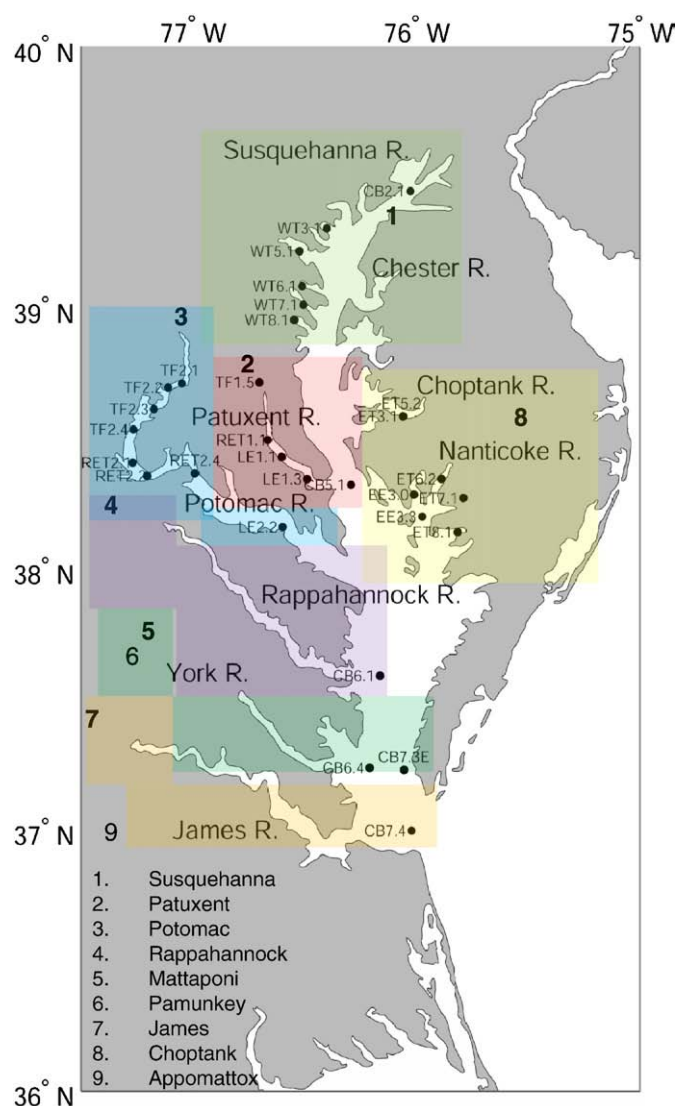 77° W 76° W 75° W
40° N
Susquehanna R.
CB2.1
1
WT3.1
WT5.1
Chester R.
WT6.1
WT7.1
WT8.1
39° N
3
2
TF2.1
TF2.2
TF1.5
Choptank R.
TF2.3
ET5.2
ET3.1
8
Patuxent R.
TF2.4
RET1.1
Nanticoke R.
LE1.1
RET2.1
RET2.4
RET2.2
LE1.3
CB5.1
ET6.2
EE3.0
ET7.1
4
Potomac R.
EE3.3
LE2.2
ET8.1
38° N
Rappahannock R.
5
6
York R.
CB6.1
7
CB7.3E
CB6.4
37° N
9
James R.
CB7.4
1. Susquehanna
2. Patuxent
3. Potomac
4. Rappahannock
5. Mattaponi
6. Pamunkey
7. James
8. Choptank
9. Appomattox
36° N